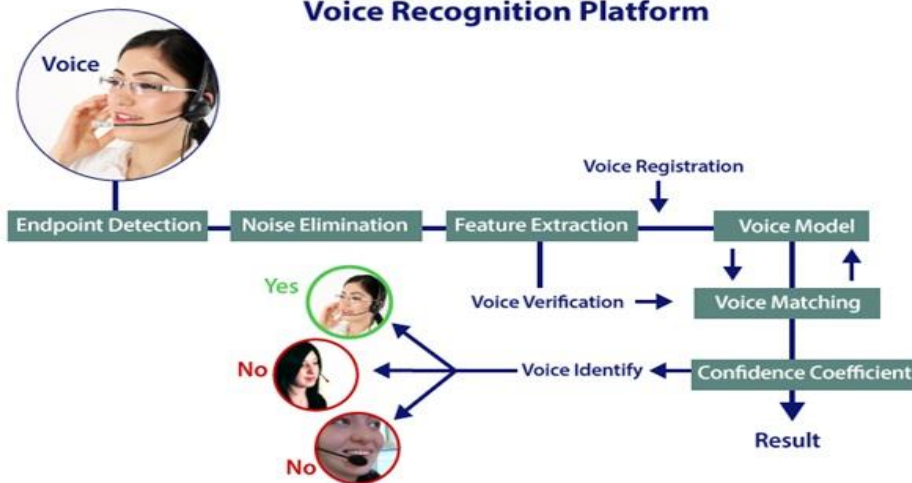 Voice Recognition Platform
Voice
Voice Registration
Endpoint Detection
Noise Elimination
Feature Extraction
Voice Model
Yes
Voice Verification
Voice Matching
No
Voice Identify
Confidence Coefficient
Result
No